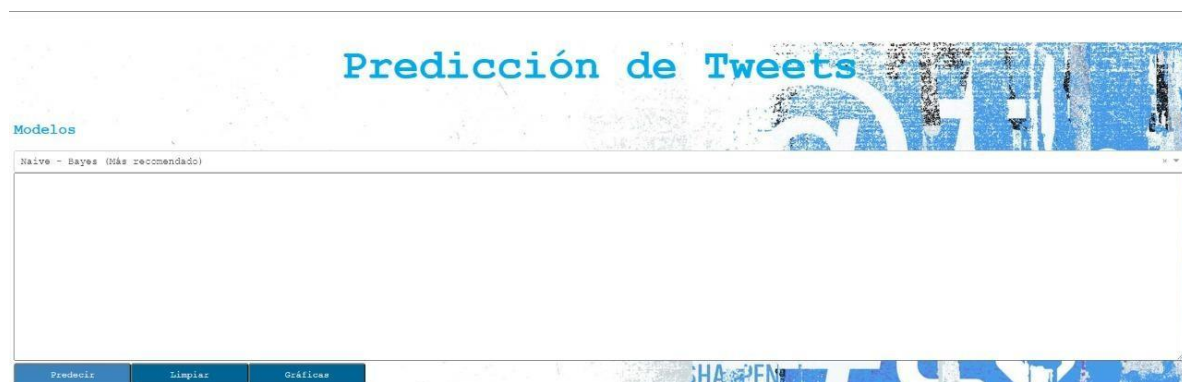 Predicción de Tweets
Modelos
Naive - Bayes (Más recomendado)
Predecir Limpiar Gráficas